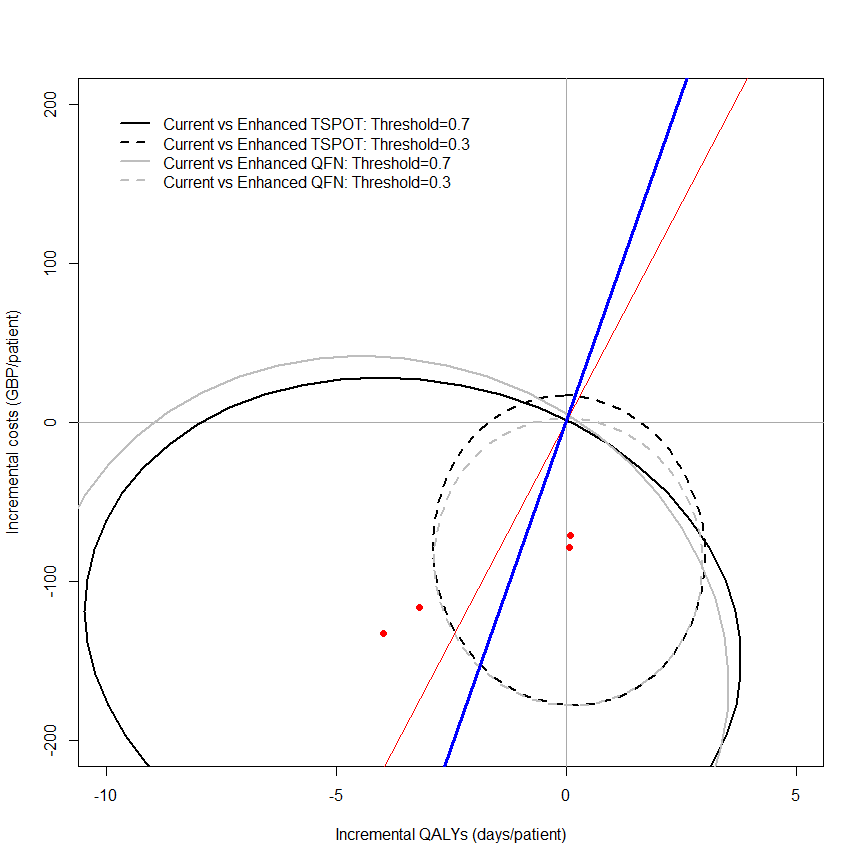 Current vs Enhanced TSPOT: Threshold=0.7
Current vs Enhanced TSPOT: Threshold=0.3
Current vs Enhanced QFN: Threshold=0.7
Current vs Enhanced QFN: Threshold=0.3
Incremental costs (GBP/patient)
200
100
0
-100
-200
-10
-5
0
5
Incremental QALYs (days/patient)